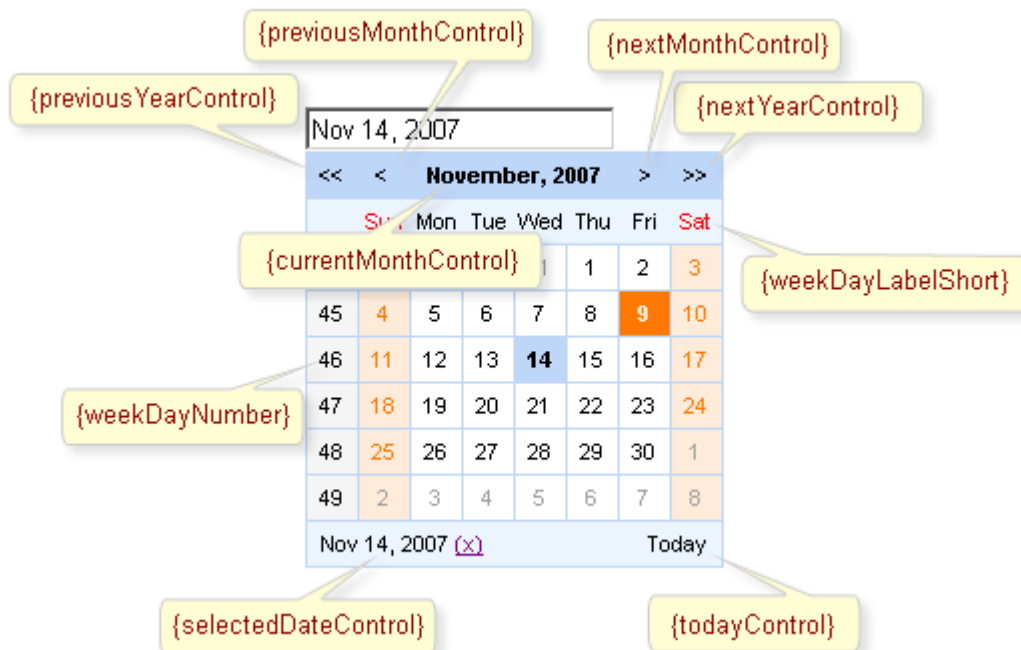 {previousMonthControl}
{nextMonthControl}
{previousYearControl}
{nextYearControl}
Nov 14, 2007
<< < November, 2007 > >>
Sun Mon Tue Wed Thu Fri Sat
{currentMonthControl}
1 2 3
{weekDayLabelShort}
45 4 5 6 7 8 9 10
46 11 12 13 14 15 16 17
{weekDayNumber}
47 18 19 20 21 22 23 24
48 25 26 27 28 29 30 1
49 2 3 4 5 6 7 8
Nov 14, 2007 (x) Today
{selectedDateControl}
{todayControl}